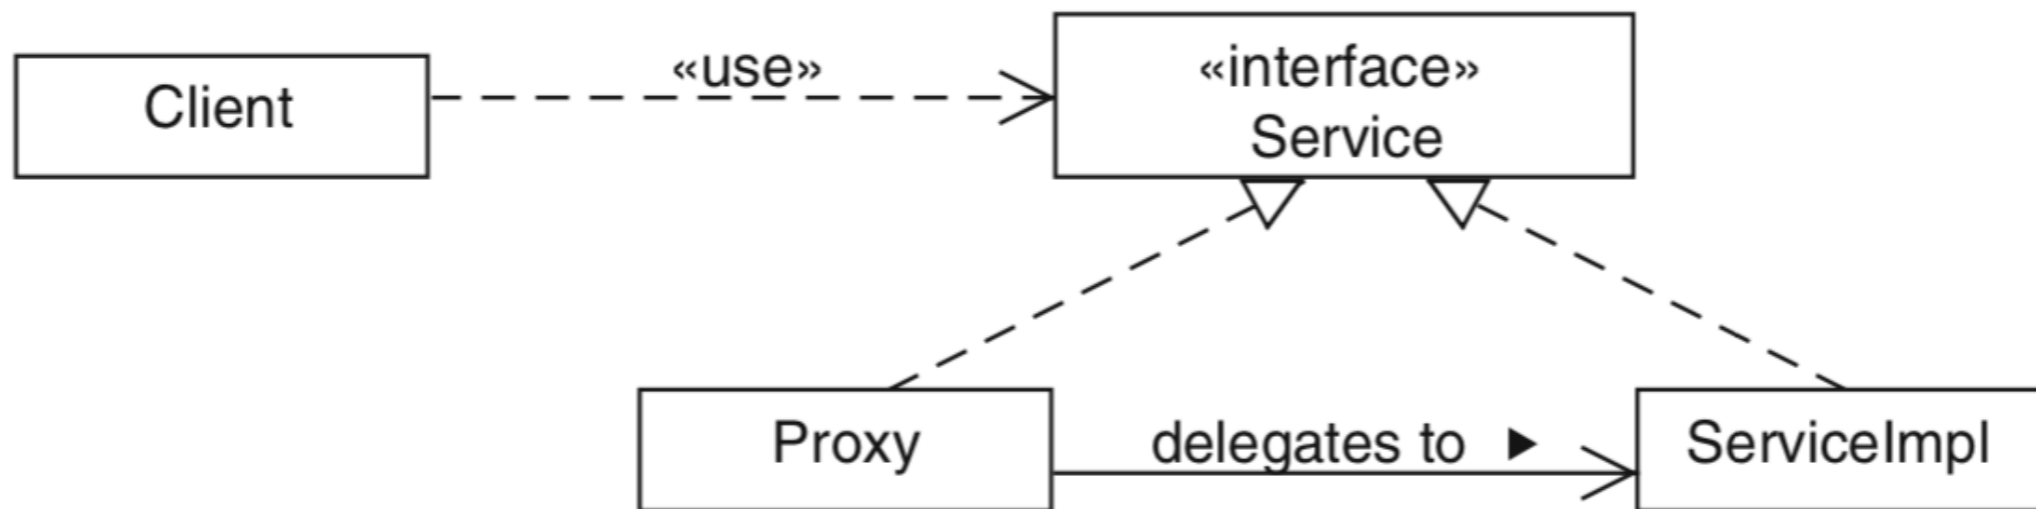 Client
«use»
«interface»
Service
Proxy
delegates to ▶
ServiceImpl